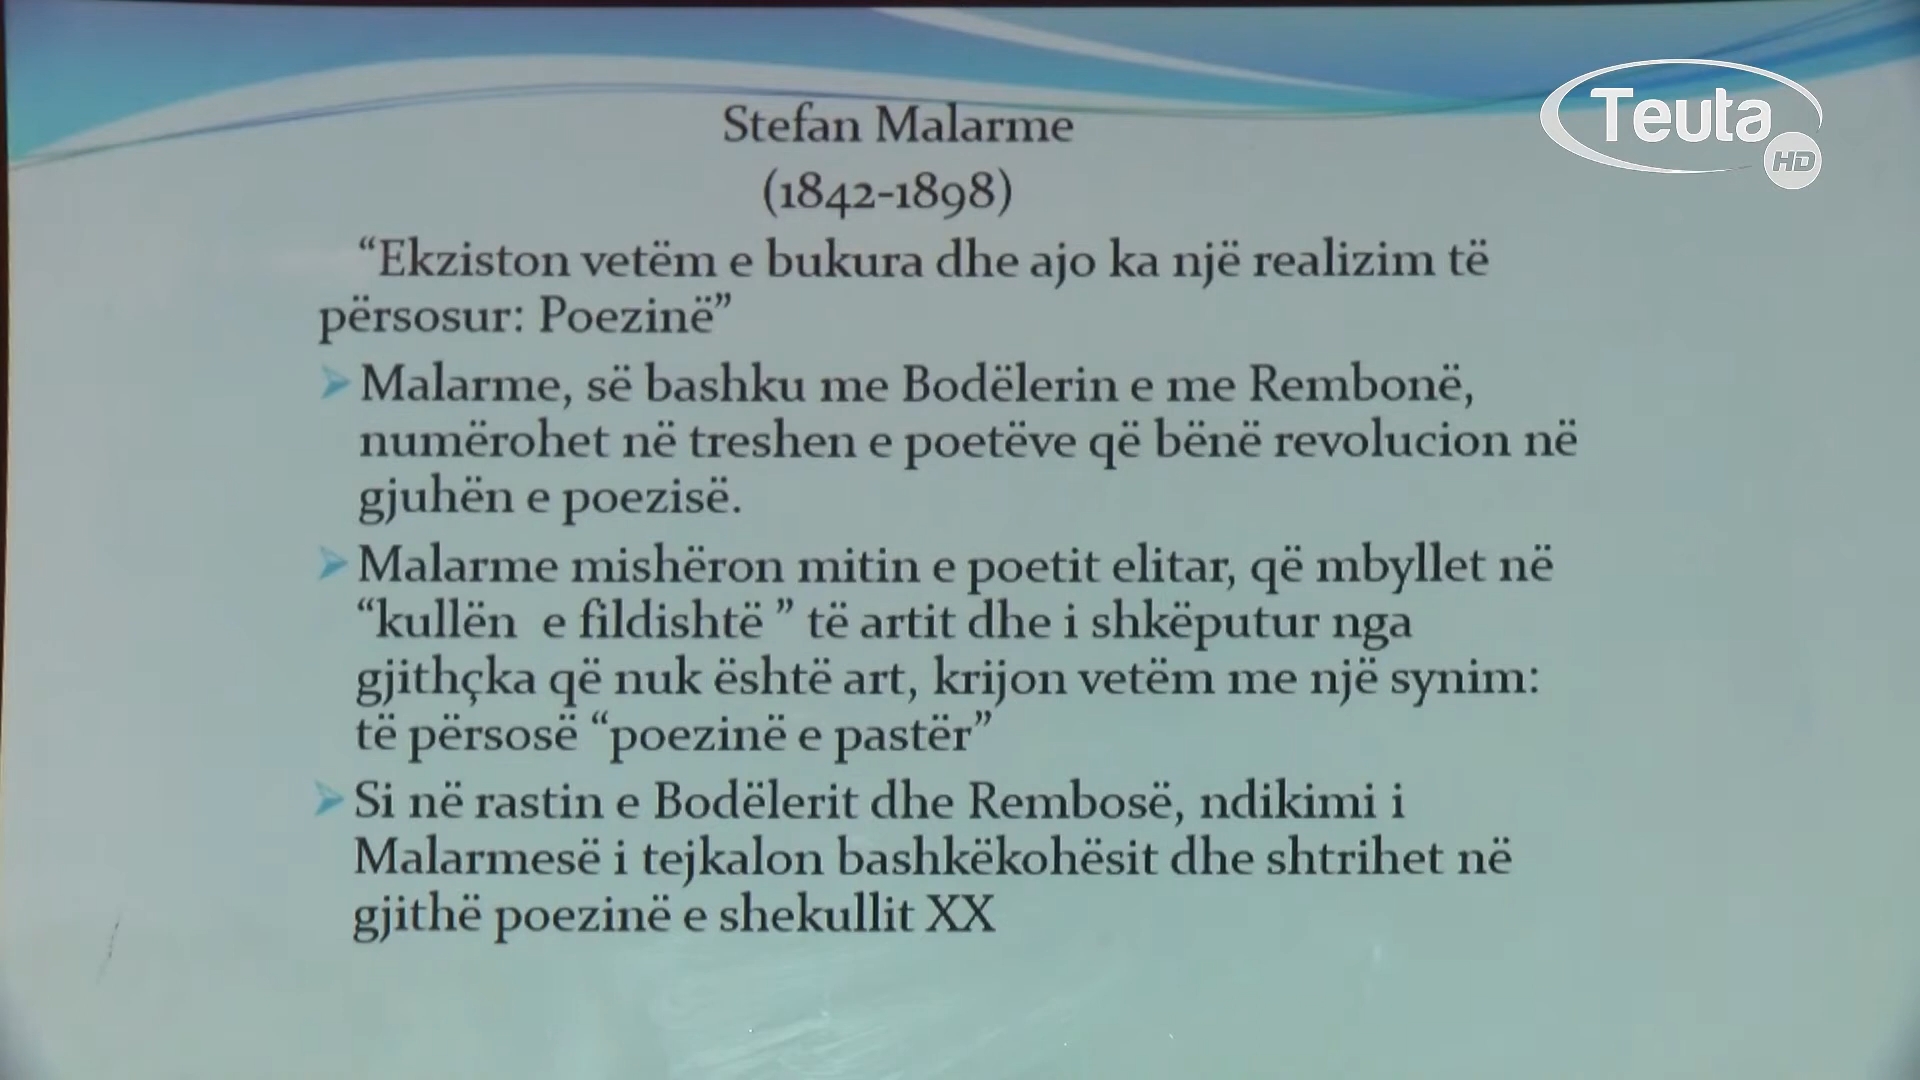 Teuta
HD
Stefan Malarme
(1842-1898)
“Ekziston vetëm e bukura dhe ajo ka një realizim të
përsosur: Poezinë”
Malarme, së bashku me Bodëlerin e me Rembonë,
numërohet në treshen e poetëve që bënë revolucion në
gjuhën e poezisë.
Malarme mishëron mitin e poetit elitar, që mbyllet në
“kullën e fildishtë ” të artit dhe i shkëputur nga
gjithçka që nuk është art, krijon vetëm me një synim:
të përsosë “poezinë e pastër”
Si në rastin e Bodëlerit dhe Rembosë, ndikimi i
Malarmesë i tejkalon bashkëkohësit dhe shtrihet në
gjithë poezinë e shekullit XX